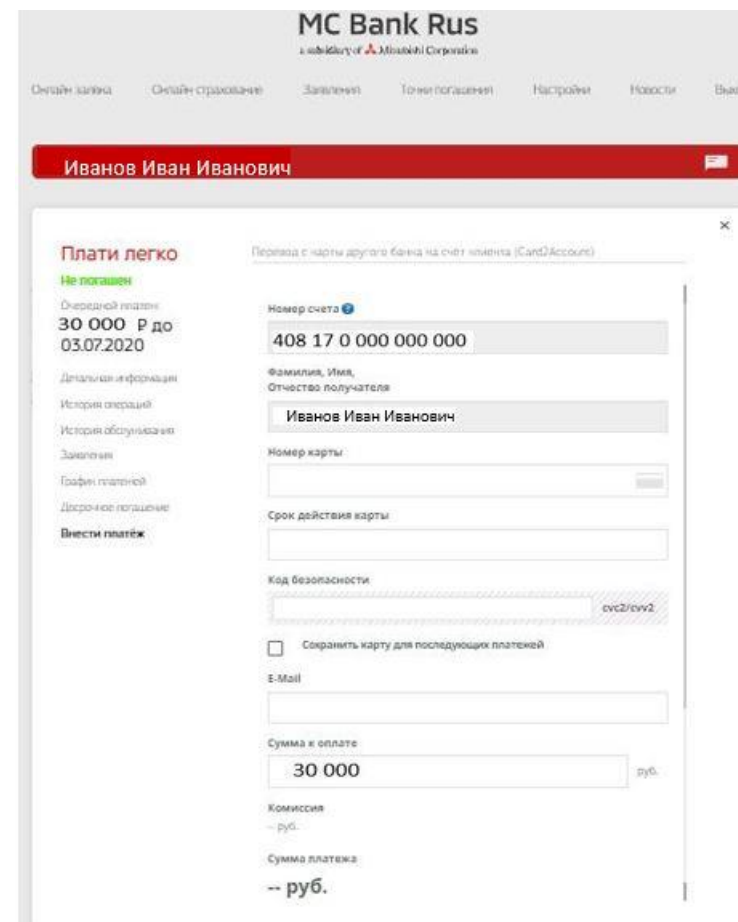 MC Bank Rus
a subsidiary of Mitsubishi Corporation
Онлайн заявка Онлайн страхование Заявления Точки погашения Настройки Новости
Иванов Иван Иванович
Плати легко
Не погашен
Очередной платеж
30 000 Р до
03.07.2020
Детальная информация
История операций
История обслуживания
Заявления
График платежей
Досрочное погашение
Внести платёж
Перевод с карты другого банка на счёт клиента (Card2Account)
Номер счета
408 17 0 000 000 000
Фамилия, Имя,
Отчество получателя
Иванов Иван Иванович
Номер карты
Срок действия карты
Код безопасности
cvc2/cvv2
Сохранить карту для последующих платежей
E-Mail
Сумма к оплате
30 000 руб.
Комиссия
-- руб.
Сумма платежа
-- руб.